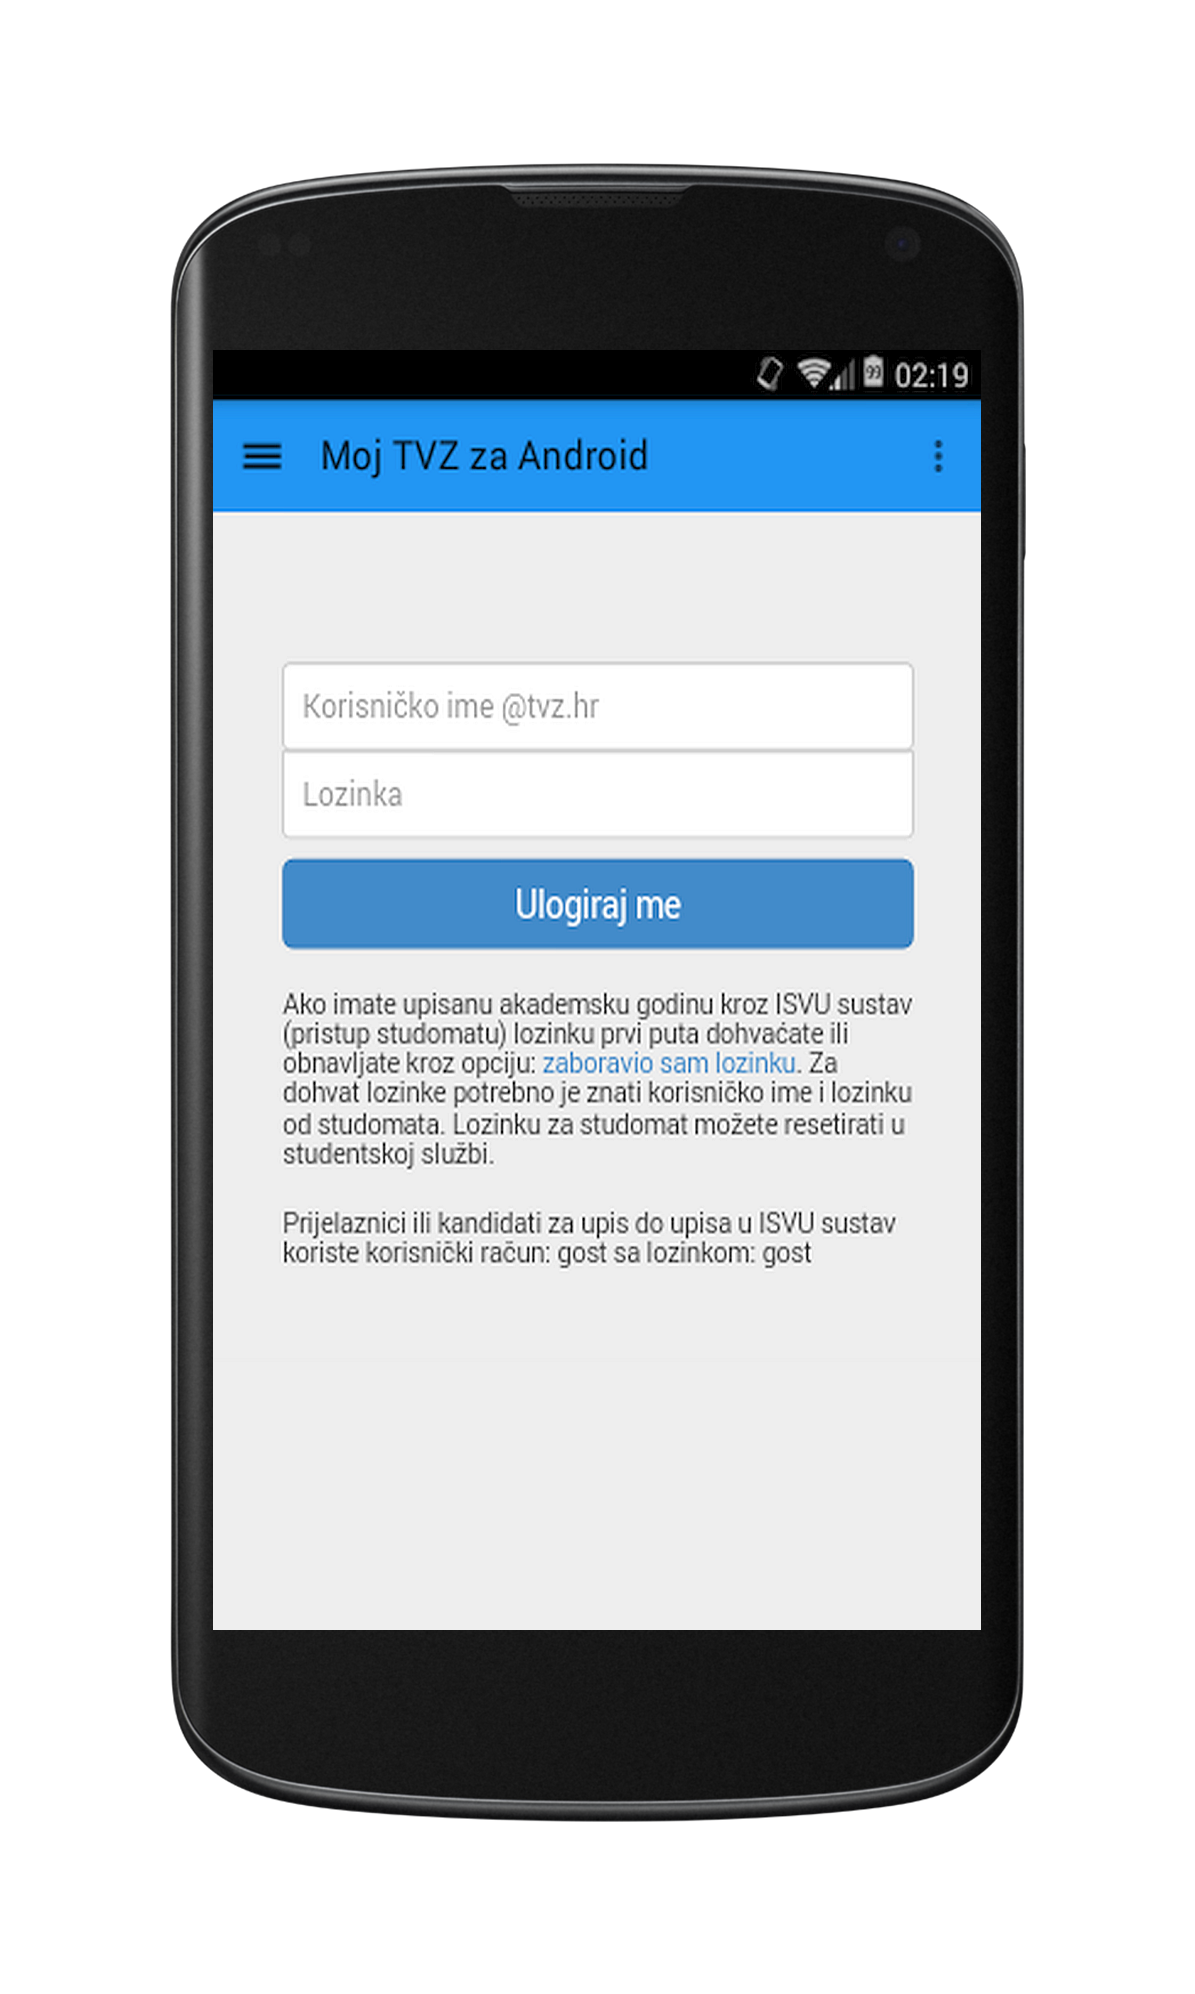 99 02:19
Moj TVZ za Android
Korisničko ime @tvz.hr
Lozinka
Ulogiraj me
Ako imate upisanu akademsku godinu kroz ISVU sustav
(pristup studomatu) lozinku prvi puta dohvaćate ili
obnavljate kroz opciju: zaboravio sam lozinku. Za
dohvat lozinke potrebno je znati korisničko ime i lozinku
od studomata. Lozinku za studomat možete resetirati u
studentskoj službi.
Prijelaznici ili kandidati za upis do upisa u ISVU sustav
koriste korisnički račun: gost sa lozinkom: gost